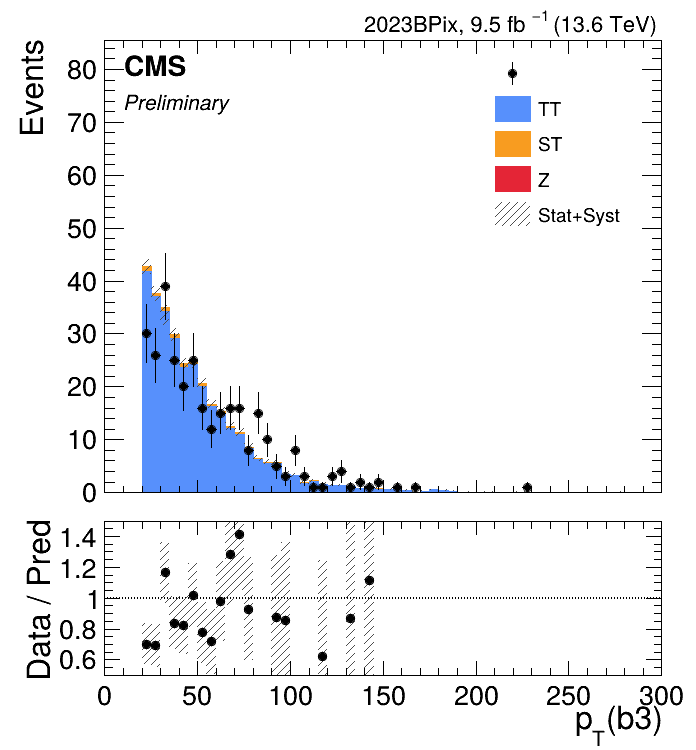 2023BPix, 9.5 fb⁻¹ (13.6 TeV)
CMS
Preliminary
Events
80
70
60
50
40
30
20
10
0
TT
ST
Z
Stat+Syst
Data / Pred
1.4
1.2
1
0.8
0.6
0 50 100 150 200 250 300
p_T(b3)